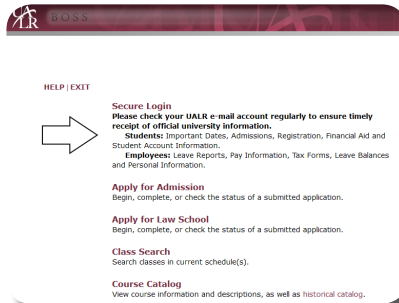 UALR BOSS
HELP | EXIT
Secure Login
Please check your UALR e-mail account regularly to ensure timely
receipt of official university information.
Students: Important Dates, Admissions, Registration, Financial Aid and
Student Account Information.
Employees: Leave Reports, Pay Information, Tax Forms, Leave Balances
and Personal Information.
Apply for Admission
Begin, complete, or check the status of a submitted application.
Apply for Law School
Begin, complete, or check the status of a submitted application.
Class Search
Search classes in current schedule(s).
Course Catalog
View course information and descriptions, as well as historical catalog.